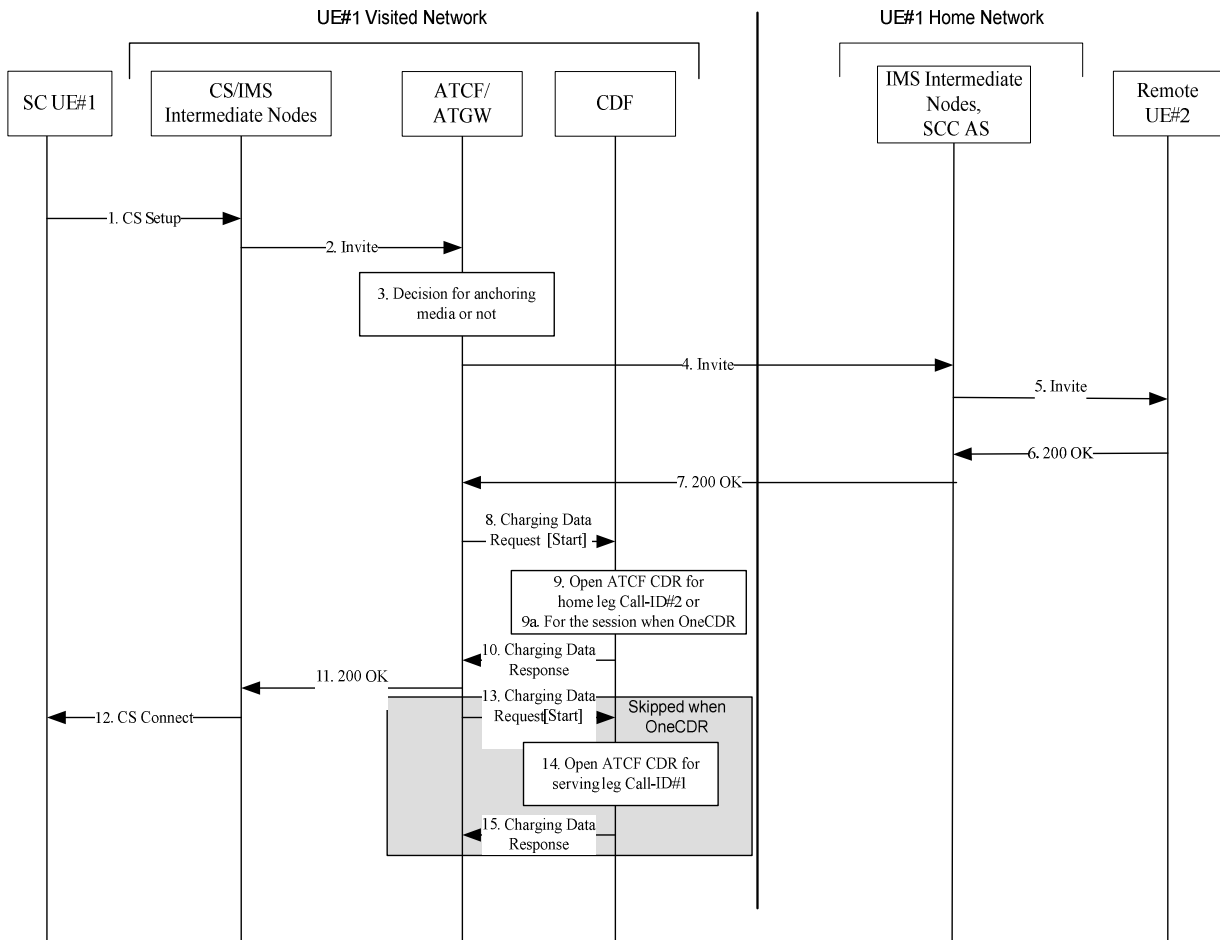 UE#1 Visited Network
UE#1 Home Network
SC UE#1
CS/IMS
Intermediate Nodes
ATCF/
ATGW
CDF
IMS Intermediate
Nodes,
SCC AS
Remote
UE#2
1. CS Setup
2. Invite
3. Decision for anchoring
media or not
4. Invite
5. Invite
6. 200 OK
7. 200 OK
8. Charging Data
Request [Start]
9. Open ATCF CDR for
home leg Call-ID#2 or
9a. For the session when OneCDR
10. Charging Data
Response
11. 200 OK
12. CS Connect
13. Charging Data
Request[Start]
Skipped when
OneCDR
14. Open ATCF CDR for
serving leg Call-ID#1
15. Charging Data
Response